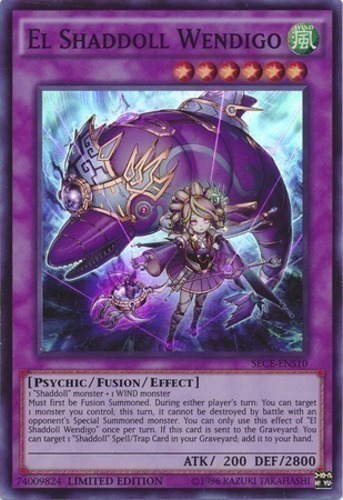 EL SHADDOLL WENDIGO
WIND
風
SECE-ENS10
[PSYCHIC/FUSION/EFFECT]
1 "Shaddoll" monster + 1 WIND monster
Must first be Fusion Summoned. During either player's turn: You can target
1 monster you control; this turn, it cannot be destroyed by battle with an
opponent's Special Summoned monster. You can only use this effect of "El
Shaddoll Wendigo" once per turn. If this card is sent to the Graveyard: You
can target 1 "Shaddoll" Spell/Trap Card in your Graveyard; add it to your hand.
ATK / 200 DEF / 2800
74009824 LIMITED EDITION ©1996 KAZUKI TAKAHASHI